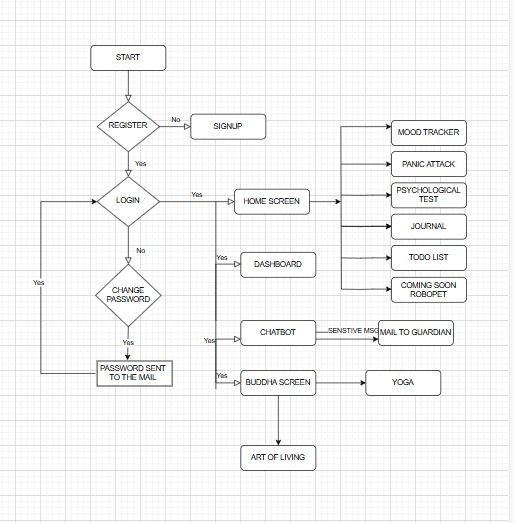 START
REGISTER
No
SIGNUP
MOOD TRACKER
PANIC ATTACK
Yes
PSYCHOLOGICAL
TEST
LOGIN
Yes
HOME SCREEN
JOURNAL
No
TODO LIST
Yes
DASHBOARD
COMING SOON
ROBOPET
Yes
CHANGE
PASSWORD
CHATBOT
SENSTIVE MSG
MAIL TO GUARDIAN
Yes
Yes
PASSWORD SENT
TO THE MAIL
Yes
BUDDHA SCREEN
YOGA
ART OF LIVING